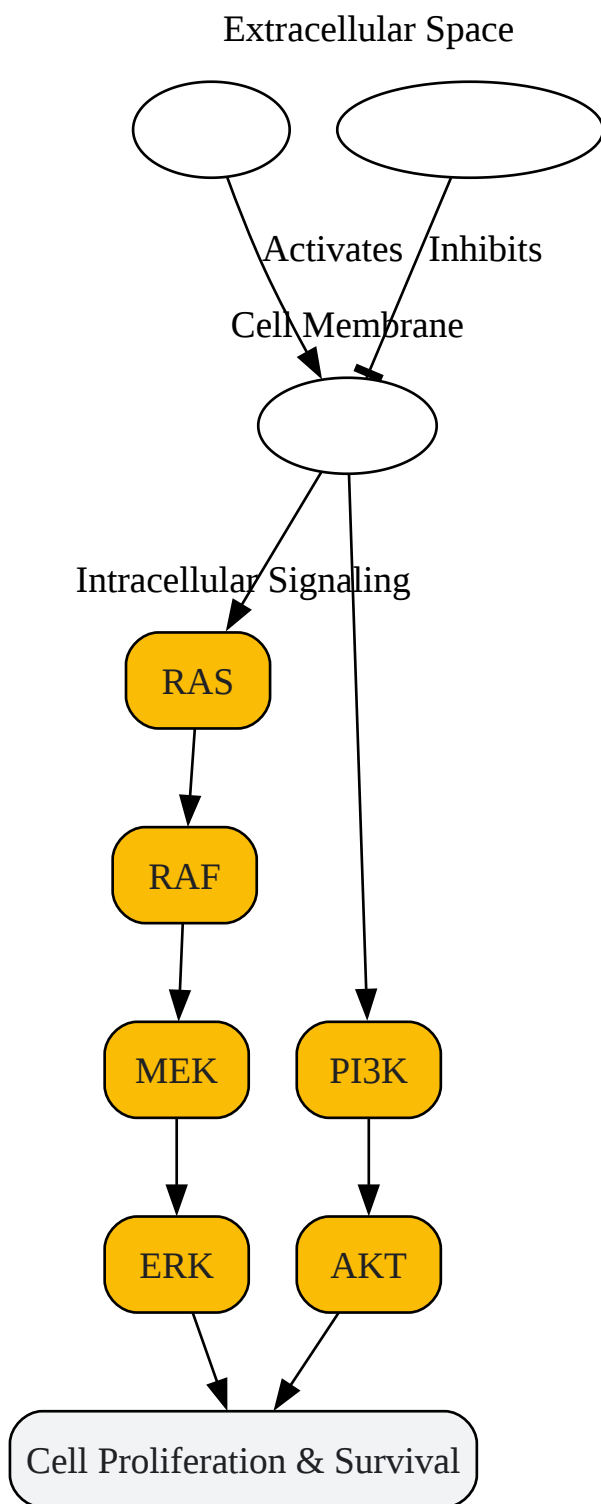 Extracellular Space
Activates
Inhibits
Cell Membrane
Intracellular Signaling
RAS
RAF
MEK
PI3K
ERK
AKT
Cell Proliferation & Survival